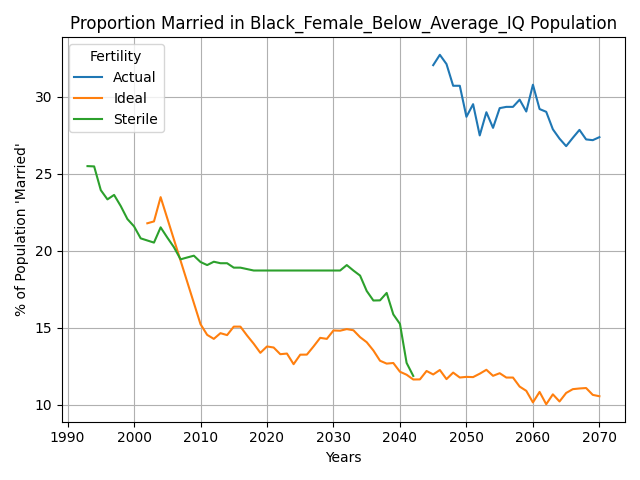 Proportion Married in Black_Female_Below_Average_IQ Population
Fertility
Actual
Ideal
Sterile
% of Population 'Married'
30
25
20
15
10
1990 2000 2010 2020 2030 2040 2050 2060 2070
Years